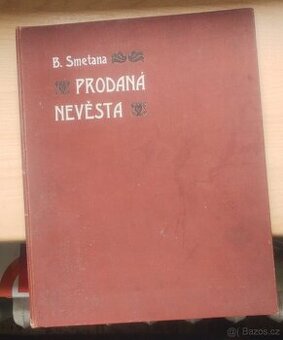 B. Smetana
PRODANÁ
NEVĚSTA
© Bazos.cz